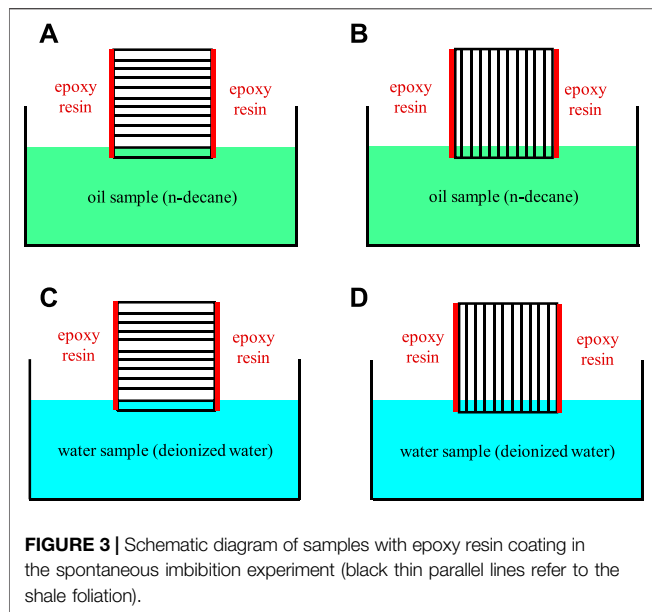 A
B
epoxy
resin
epoxy
resin
epoxy
resin
epoxy
resin
oil sample (n-decane)
oil sample (n-decane)
C
D
epoxy
resin
epoxy
resin
epoxy
resin
epoxy
resin
water sample (deionized water)
water sample (deionized water)
FIGURE 3 | Schematic diagram of samples with epoxy resin coating in
the spontaneous imbibition experiment (black thin parallel lines refer to the
shale foliation).